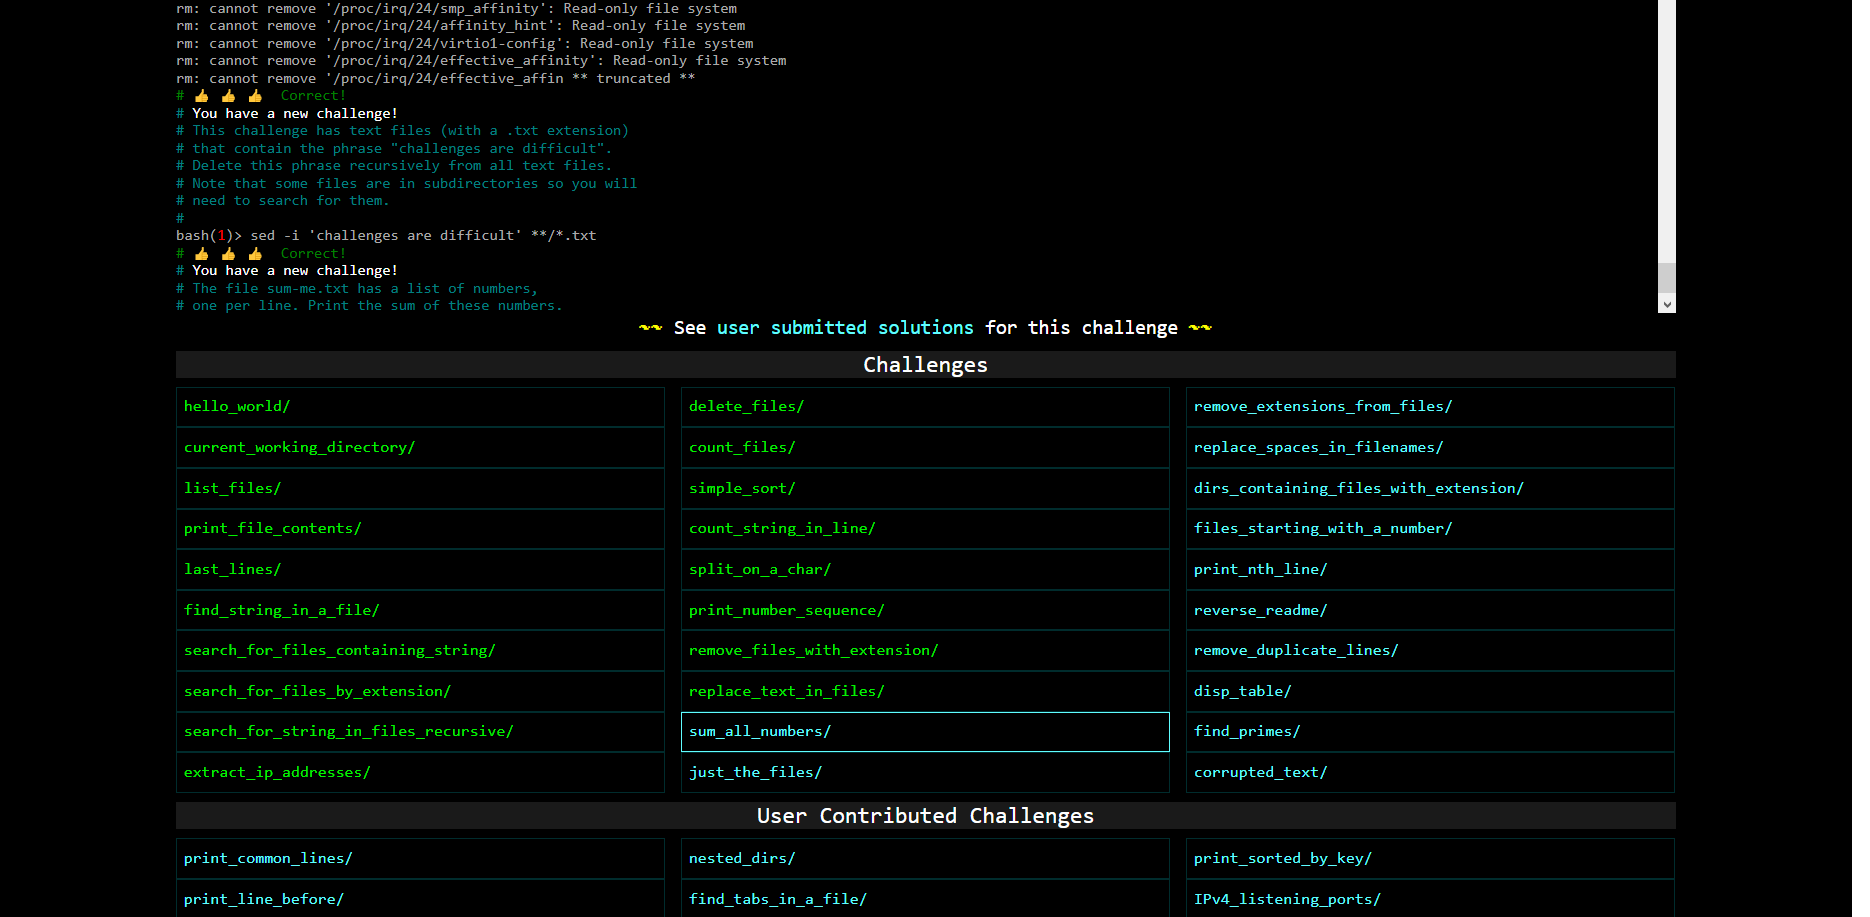 rm: cannot remove '/proc/irq/24/smp_affinity': Read-only file system
rm: cannot remove '/proc/irq/24/affinity_hint': Read-only file system
rm: cannot remove '/proc/irq/24/virtio1-config': Read-only file system
rm: cannot remove '/proc/irq/24/effective_affinity': Read-only file system
rm: cannot remove '/proc/irq/24/effective_affin ** truncated **
# 👍 👍 👍 Correct!
# You have a new challenge!
# This challenge has text files (with a .txt extension)
# that contain the phrase "challenges are difficult".
# Delete this phrase recursively from all text files.
# Note that some files are in subdirectories so you will
# need to search for them.
#
bash(1)> sed -i 'challenges are difficult' **/*.txt
# 👍 👍 👍 Correct!
# You have a new challenge!
# The file sum-me.txt has a list of numbers,
# one per line. Print the sum of these numbers.
~~ See user submitted solutions for this challenge ~~
Challenges
hello_world/
current_working_directory/
list_files/
print_file_contents/
last_lines/
find_string_in_a_file/
search_for_files_containing_string/
search_for_files_by_extension/
search_for_string_in_files_recursive/
extract_ip_addresses/
delete_files/
count_files/
simple_sort/
count_string_in_line/
split_on_a_char/
print_number_sequence/
remove_files_with_extension/
replace_text_in_files/
sum_all_numbers/
just_the_files/
remove_extensions_from_files/
replace_spaces_in_filenames/
dirs_containing_files_with_extension/
files_starting_with_a_number/
print_nth_line/
reverse_readme/
remove_duplicate_lines/
disp_table/
find_primes/
corrupted_text/
User Contributed Challenges
print_common_lines/
print_line_before/
nested_dirs/
find_tabs_in_a_file/
print_sorted_by_key/
IPv4_listening_ports/